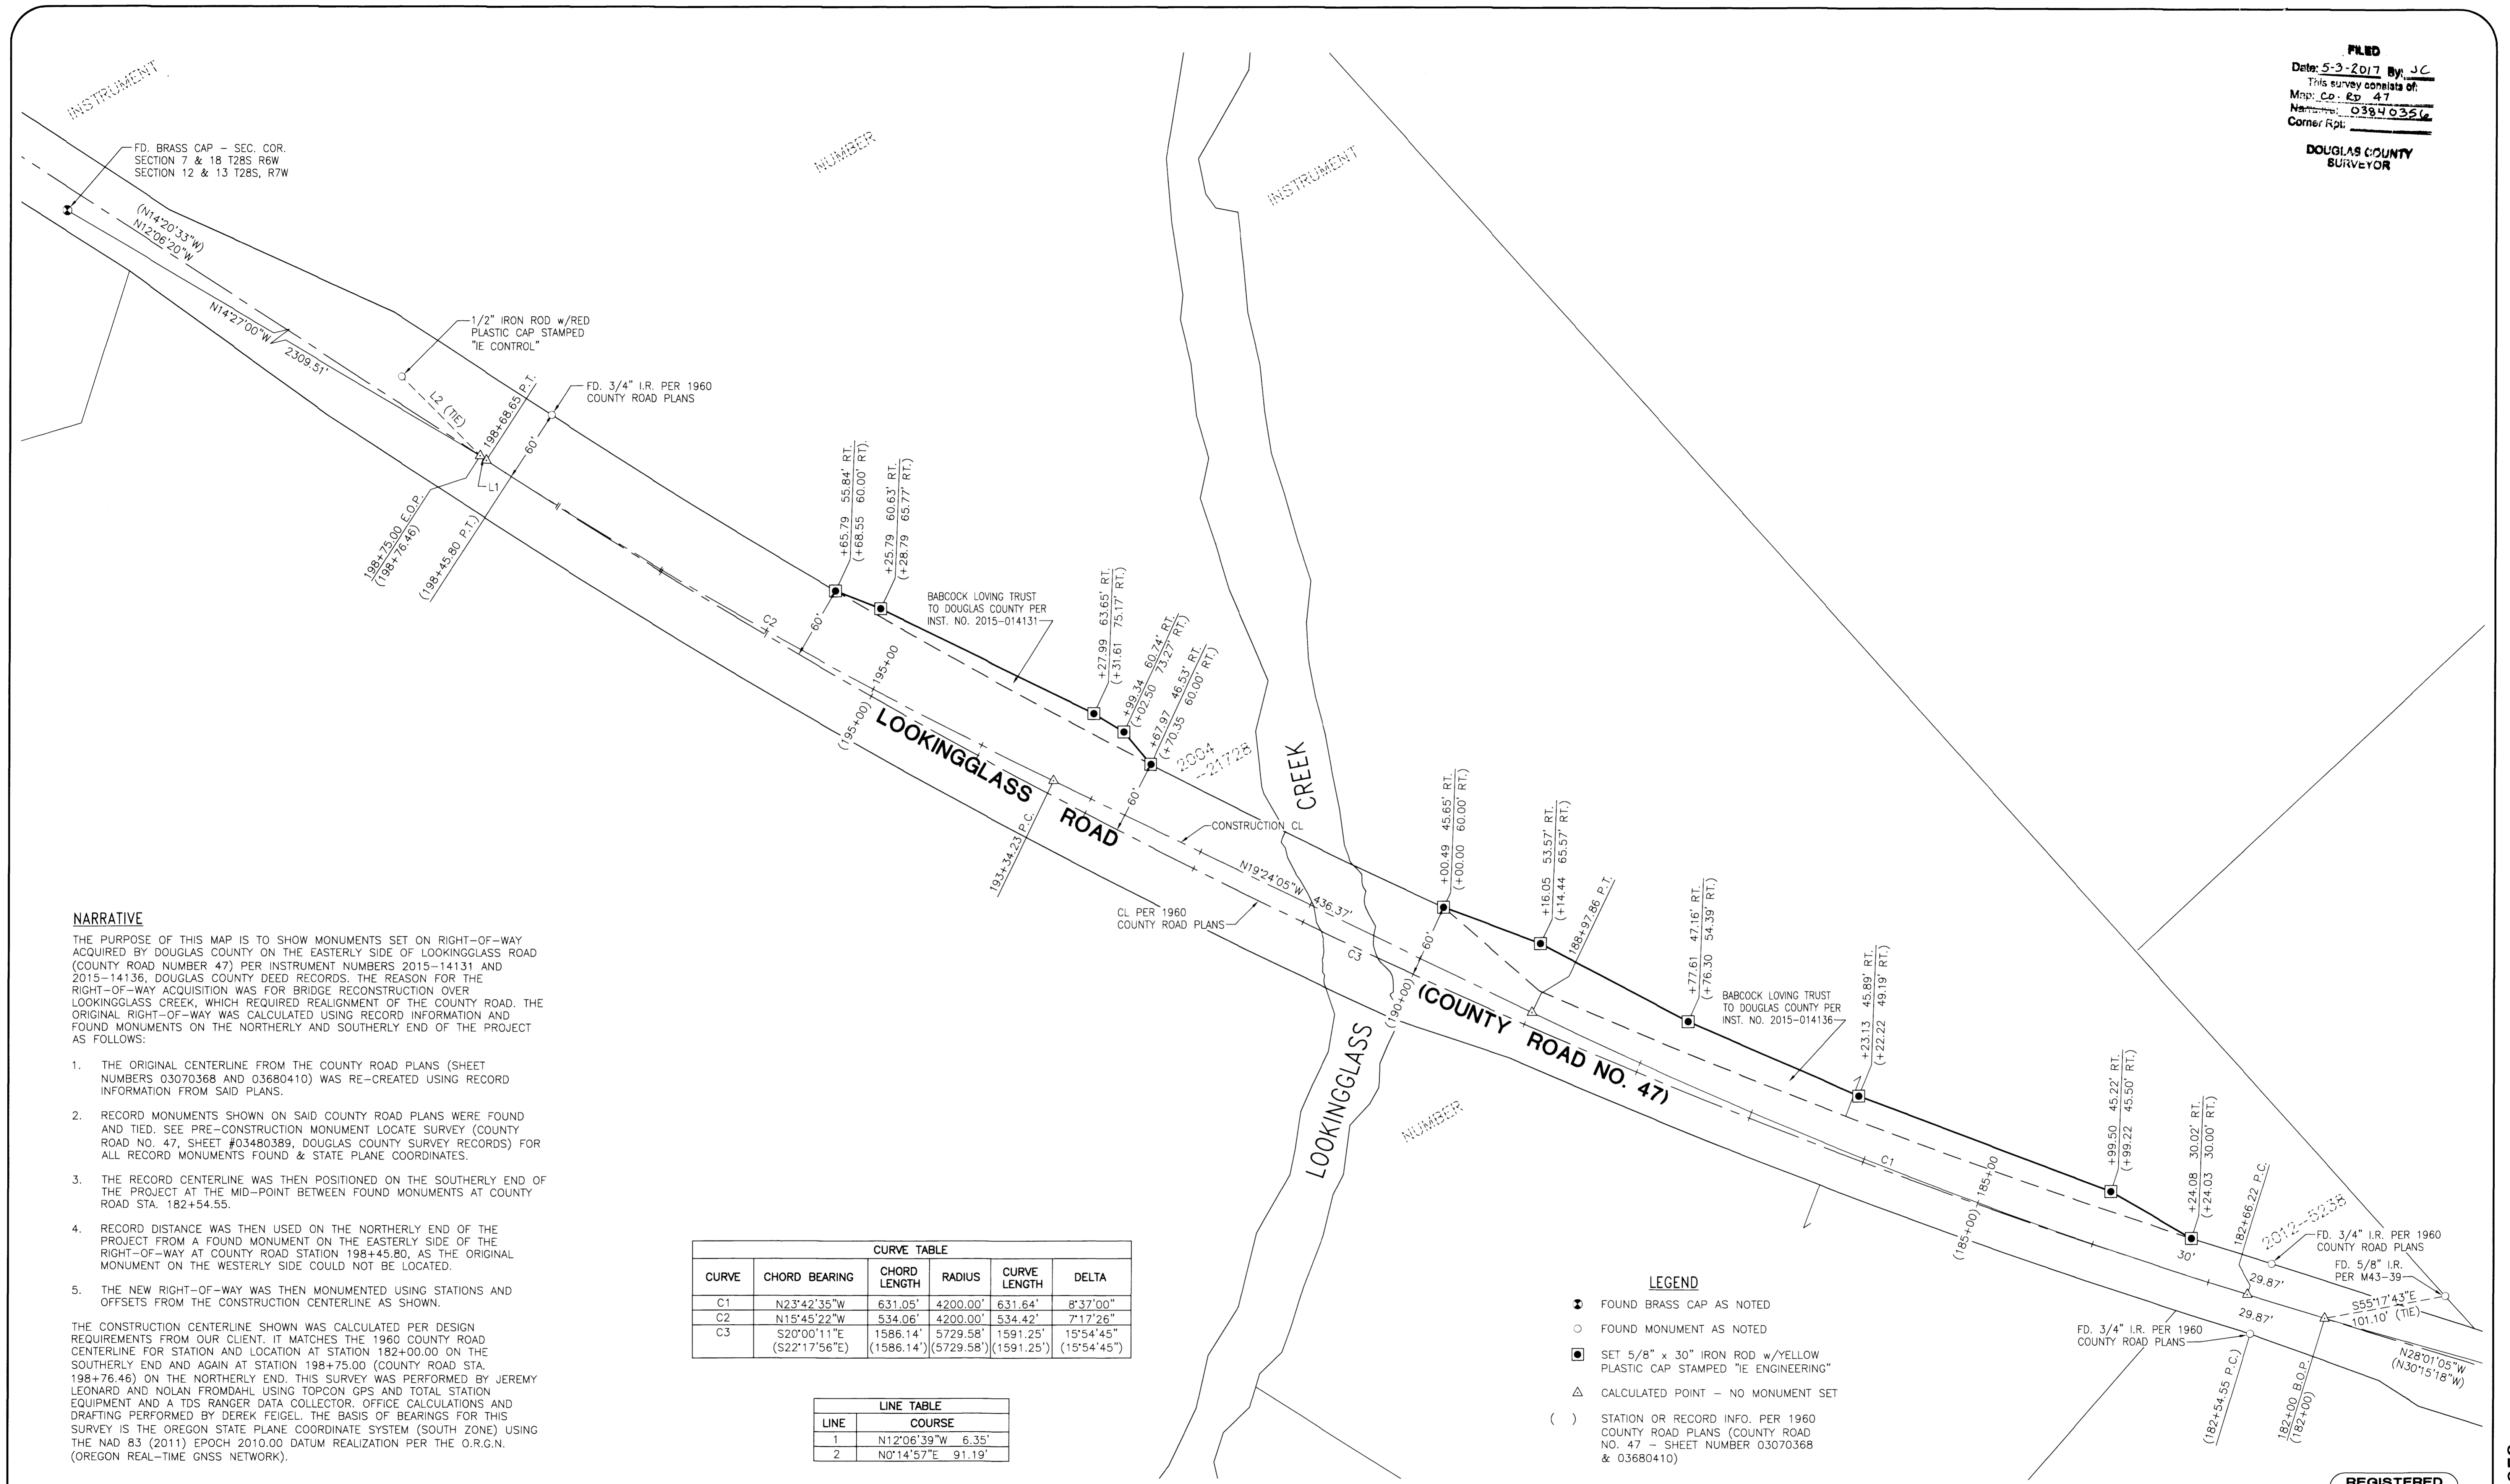 FILED
Date: 5-3-2017 By: JC
This survey consists of:
Map: CO. RD 47
Narrative: 03840356
Corner Rpt:
DOUGLAS COUNTY
SURVEYOR
INSTRUMENT
NUMBER
INSTRUMENT
FD. BRASS CAP – SEC. COR.
SECTION 7 & 18 T28S R6W
SECTION 12 & 13 T28S, R7W
(N14°20'33"W)
N12°06'20"W
N14°27'00"W
2309.51'
1/2" IRON ROD w/RED
PLASTIC CAP STAMPED
"IE CONTROL"
L2 (TIE)
198+68.65 P.T.
FD. 3/4" I.R. PER 1960
COUNTY ROAD PLANS
60'
L1
198+75.00 E.O.P.
(198+76.46)
(198+45.80 P.T.)
+65.79 55.84' RT.
(+68.55 60.00' RT).
+25.79 60.63' RT.
(+28.79 65.77' RT.)
BABCOCK LOVING TRUST
TO DOUGLAS COUNTY PER
INST. NO. 2015-014131
+27.99 63.65' RT.
(+31.61 75.17' RT.)
+99.34 60.74' RT.
(+02.50 73.27' RT.)
+67.97 46.53' RT.
(+70.35 60.00' RT.)
C2
60'
195+00
(195+00)
2004
-21728
60'
193+34.23 P.C.
LOOKINGGLASS
ROAD
CREEK
CONSTRUCTION CL
N19°24'05"W
436.37'
CL PER 1960
COUNTY ROAD PLANS
C3
+00.49 45.65' RT.
(+00.00 60.00' RT.)
60'
(190+00)
+16.05 53.57' RT.
(+14.44 65.57' RT.)
188+97.86 P.T.
+77.61 47.16' RT.
(+76.30 54.39' RT.)
BABCOCK LOVING TRUST
TO DOUGLAS COUNTY PER
INST. NO. 2015-014136
+23.13 45.89' RT.
(+22.22 49.19' RT.)
(COUNTY ROAD NO. 47)
LOOKINGGLASS
NUMBER
C1
185+00
(185+00)
+99.50 45.22' RT.
(+99.22 45.50' RT.)
+24.08 30.02' RT.
(+24.03 30.00' RT.)
30'
182+66.22 P.C.
2012-5238
FD. 3/4" I.R. PER 1960
COUNTY ROAD PLANS
FD. 5/8" I.R.
PER M43-39
29.87'
29.87'
S55°17'43"E
101.10' (TIE)
FD. 3/4" I.R. PER 1960
COUNTY ROAD PLANS
(182+54.55 P.C.)
182+00 B.O.P.
(182+00)
N28°01'05"W
(N30°15'18"W)
NARRATIVE
THE PURPOSE OF THIS MAP IS TO SHOW MONUMENTS SET ON RIGHT-OF-WAY
ACQUIRED BY DOUGLAS COUNTY ON THE EASTERLY SIDE OF LOOKINGGLASS ROAD
(COUNTY ROAD NUMBER 47) PER INSTRUMENT NUMBERS 2015-14131 AND
2015-14136, DOUGLAS COUNTY DEED RECORDS. THE REASON FOR THE
RIGHT-OF-WAY ACQUISITION WAS FOR BRIDGE RECONSTRUCTION OVER
LOOKINGGLASS CREEK, WHICH REQUIRED REALIGNMENT OF THE COUNTY ROAD. THE
ORIGINAL RIGHT-OF-WAY WAS CALCULATED USING RECORD INFORMATION AND
FOUND MONUMENTS ON THE NORTHERLY AND SOUTHERLY END OF THE PROJECT
AS FOLLOWS:
1. THE ORIGINAL CENTERLINE FROM THE COUNTY ROAD PLANS (SHEET
NUMBERS 03070368 AND 03680410) WAS RE-CREATED USING RECORD
INFORMATION FROM SAID PLANS.
2. RECORD MONUMENTS SHOWN ON SAID COUNTY ROAD PLANS WERE FOUND
AND TIED. SEE PRE-CONSTRUCTION MONUMENT LOCATE SURVEY (COUNTY
ROAD NO. 47, SHEET #03480389, DOUGLAS COUNTY SURVEY RECORDS) FOR
ALL RECORD MONUMENTS FOUND & STATE PLANE COORDINATES.
3. THE RECORD CENTERLINE WAS THEN POSITIONED ON THE SOUTHERLY END OF
THE PROJECT AT THE MID-POINT BETWEEN FOUND MONUMENTS AT COUNTY
ROAD STA. 182+54.55.
4. RECORD DISTANCE WAS THEN USED ON THE NORTHERLY END OF THE
PROJECT FROM A FOUND MONUMENT ON THE EASTERLY SIDE OF THE
RIGHT-OF-WAY AT COUNTY ROAD STATION 198+45.80, AS THE ORIGINAL
MONUMENT ON THE WESTERLY SIDE COULD NOT BE LOCATED.
5. THE NEW RIGHT-OF-WAY WAS THEN MONUMENTED USING STATIONS AND
OFFSETS FROM THE CONSTRUCTION CENTERLINE AS SHOWN.
THE CONSTRUCTION CENTERLINE SHOWN WAS CALCULATED PER DESIGN
REQUIREMENTS FROM OUR CLIENT. IT MATCHES THE 1960 COUNTY ROAD
CENTERLINE FOR STATION AND LOCATION AT STATION 182+00.00 ON THE
SOUTHERLY END AND AGAIN AT STATION 198+75.00 (COUNTY ROAD STA.
198+76.46) ON THE NORTHERLY END. THIS SURVEY WAS PERFORMED BY JEREMY
LEONARD AND NOLAN FROMDAHL USING TOPCON GPS AND TOTAL STATION
EQUIPMENT AND A TDS RANGER DATA COLLECTOR. OFFICE CALCULATIONS AND
DRAFTING PERFORMED BY DEREK FEIGEL. THE BASIS OF BEARINGS FOR THIS
SURVEY IS THE OREGON STATE PLANE COORDINATE SYSTEM (SOUTH ZONE) USING
THE NAD 83 (2011) EPOCH 2010.00 DATUM REALIZATION PER THE O.R.G.N.
(OREGON REAL-TIME GNSS NETWORK).
CURVE TABLE
CURVE CHORD BEARING CHORD LENGTH RADIUS CURVE LENGTH DELTA
C1 N23°42'35"W 631.05' 4200.00' 631.64' 8°37'00"
C2 N15°45'22"W 534.06' 4200.00' 534.42' 7°17'26"
C3 S20°00'11"E 1586.14' 5729.58' 1591.25' 15°54'45"
(S22°17'56"E) (1586.14') (5729.58') (1591.25') (15°54'45")
LINE TABLE
LINE COURSE
1 N12°06'39"W 6.35'
2 N0°14'57"E 91.19'
LEGEND
FOUND BRASS CAP AS NOTED
FOUND MONUMENT AS NOTED
SET 5/8" x 30" IRON ROD w/YELLOW
PLASTIC CAP STAMPED "IE ENGINEERING"
CALCULATED POINT – NO MONUMENT SET
( ) STATION OR RECORD INFO. PER 1960
COUNTY ROAD PLANS (COUNTY ROAD
NO. 47 – SHEET NUMBER 03070368
& 03680410)
REGISTERED